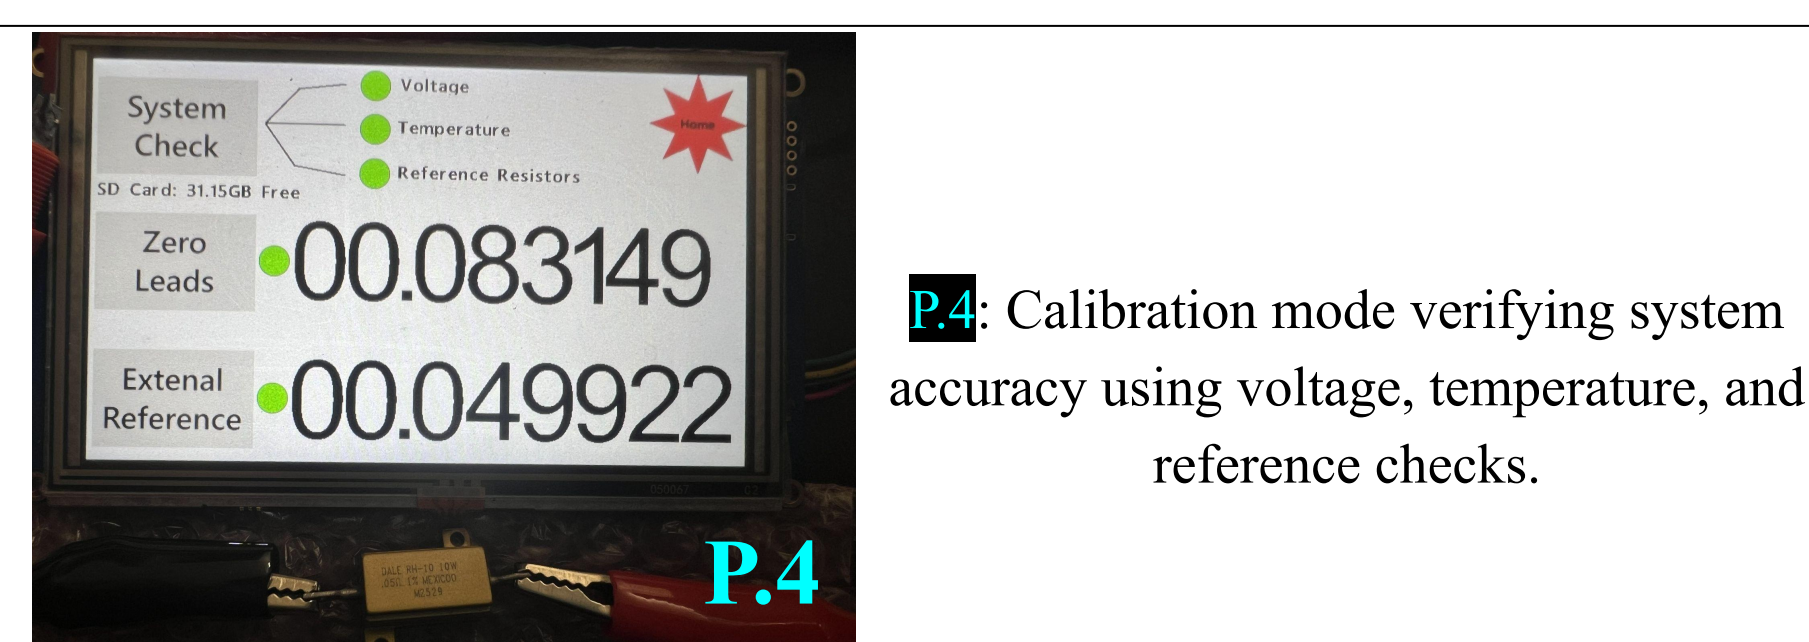 System
Check
Voltage
Temperature
Reference Resistors
Home
SD Card: 31.15GB Free
Zero
Leads
00.083149
Extenal
Reference
00.049922
050067
DALE RH-10 10W
.05Ω 1% MEXICO
P.4
P.4: Calibration mode verifying system
accuracy using voltage, temperature, and
reference checks.